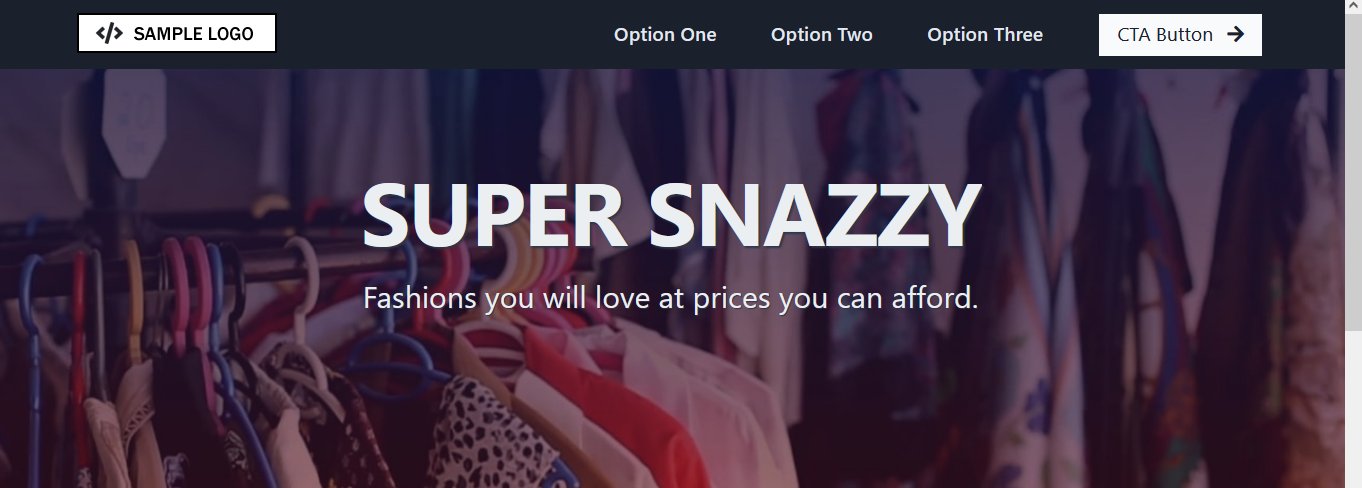 SAMPLE LOGO
Option One
Option Two
Option Three
CTA Button
SUPER SNAZZY
Fashions you will love at prices you can afford.